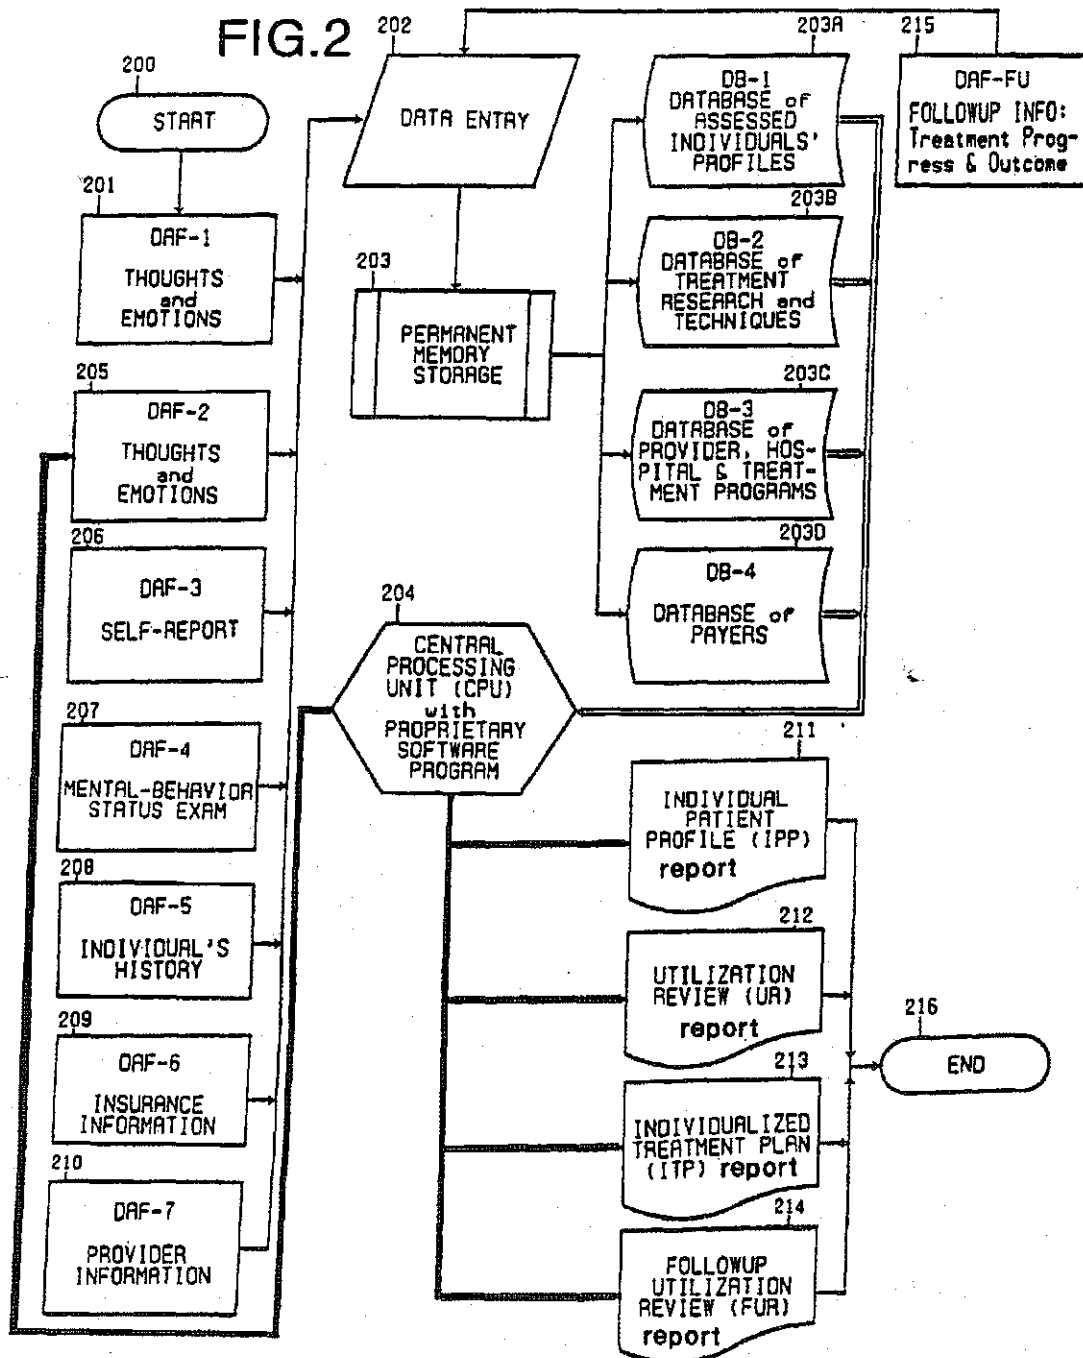 FIG.2
200
START
201
DAF-1
THOUGHTS
and
EMOTIONS
205
DAF-2
THOUGHTS
and
EMOTIONS
206
DAF-3
SELF-REPORT
207
DAF-4
MENTAL-BEHAVIOR
STATUS EXAM
208
DAF-5
INDIVIDUAL'S
HISTORY
209
DAF-6
INSURANCE
INFORMATION
210
DAF-7
PROVIDER
INFORMATION
202
DATA ENTRY
203
PERMANENT
MEMORY
STORAGE
204
CENTRAL
PROCESSING
UNIT (CPU)
with
PROPRIETARY
SOFTWARE
PROGRAM
203A
DB-1
DATABASE of
ASSESSED
INDIVIDUALS'
PROFILES
203B
DB-2
DATABASE of
TREATMENT
RESEARCH and
TECHNIQUES
203C
DB-3
DATABASE of
PROVIDER, HOS-
PITAL & TREAT-
MENT PROGRAMS
203D
DB-4
DATABASE of
PAYERS
215
DAF-FU
FOLLOWUP INFO:
Treatment Prog-
ress & Outcome
211
INDIVIDUAL
PATIENT
PROFILE (IPP)
report
212
UTILIZATION
REVIEW (UR)
report
213
INDIVIDUALIZED
TREATMENT PLAN
(ITP) report
214
FOLLOWUP
UTILIZATION
REVIEW (FUR)
report
216
END